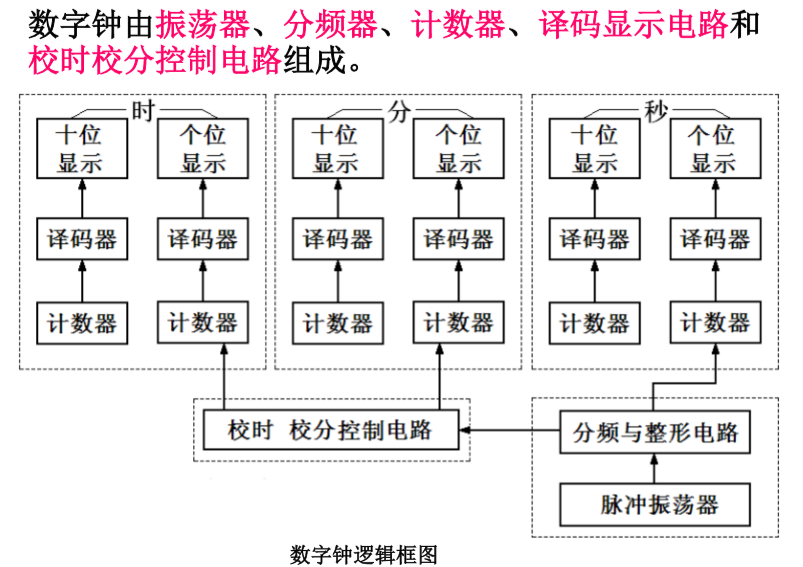 数字钟由振荡器、分频器、计数器、译码显示电路和
校时校分控制电路组成。
时
分
秒
十位
显示
个位
显示
十位
显示
个位
显示
十位
显示
个位
显示
译码器
译码器
译码器
译码器
译码器
译码器
计数器
计数器
计数器
计数器
计数器
计数器
校时 校分控制电路
分频与整形电路
脉冲振荡器
数字钟逻辑框图